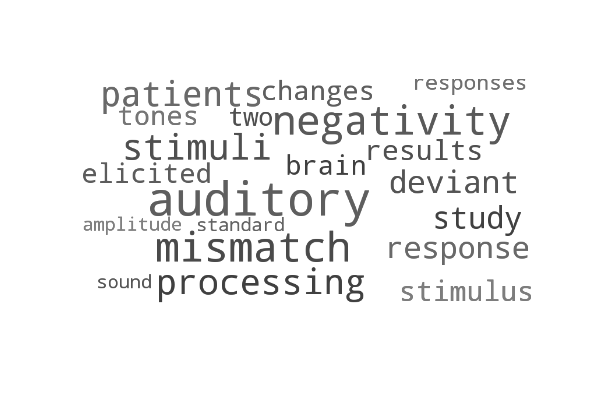 responses
patients changes
tones two negativity
stimuli results
elicited brain
auditory deviant
amplitude standard study
mismatch response
sound processing
stimulus